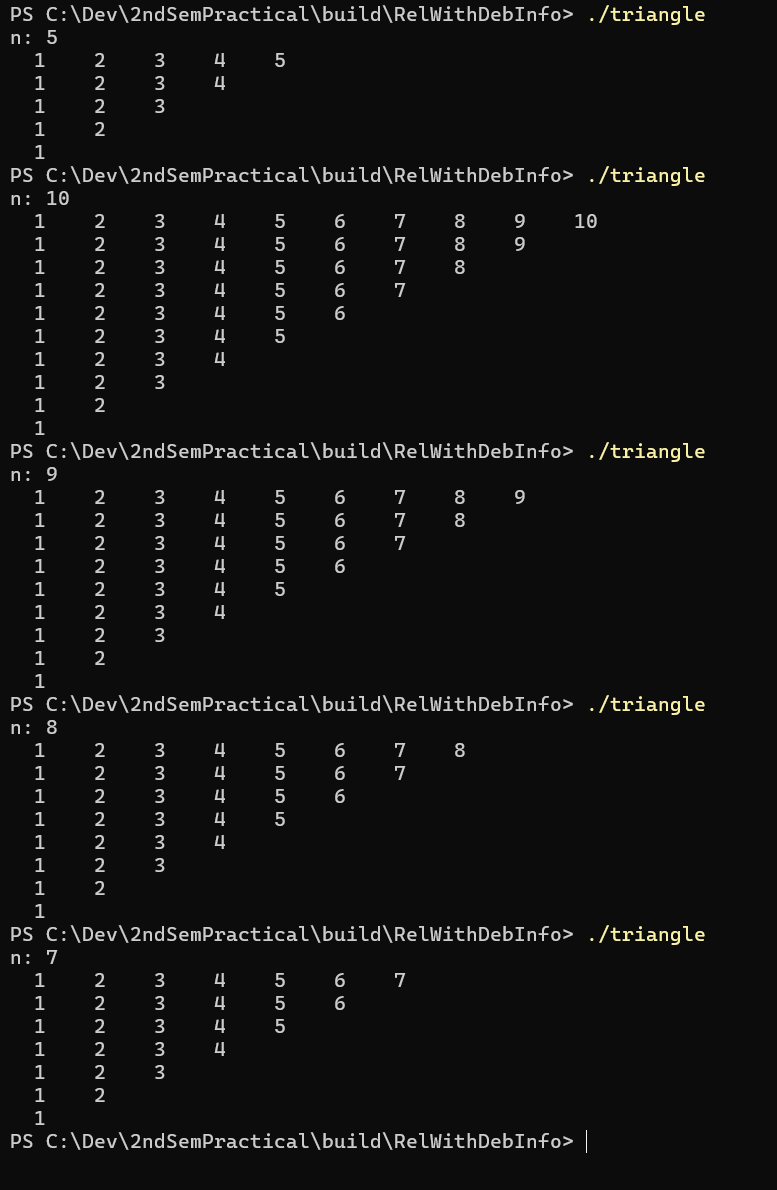 PS C:\Dev\2ndSemPractical\build\RelWithDebInfo> ./triangle
n: 5
  1    2    3    4    5
  1    2    3    4
  1    2    3
  1    2
  1
PS C:\Dev\2ndSemPractical\build\RelWithDebInfo> ./triangle
n: 10
  1    2    3    4    5    6    7    8    9    10
  1    2    3    4    5    6    7    8    9
  1    2    3    4    5    6    7    8
  1    2    3    4    5    6    7
  1    2    3    4    5    6
  1    2    3    4    5
  1    2    3    4
  1    2    3
  1    2
  1
PS C:\Dev\2ndSemPractical\build\RelWithDebInfo> ./triangle
n: 9
  1    2    3    4    5    6    7    8    9
  1    2    3    4    5    6    7    8
  1    2    3    4    5    6    7
  1    2    3    4    5    6
  1    2    3    4    5
  1    2    3    4
  1    2    3
  1    2
  1
PS C:\Dev\2ndSemPractical\build\RelWithDebInfo> ./triangle
n: 8
  1    2    3    4    5    6    7    8
  1    2    3    4    5    6    7
  1    2    3    4    5    6
  1    2    3    4    5
  1    2    3    4
  1    2    3
  1    2
  1
PS C:\Dev\2ndSemPractical\build\RelWithDebInfo> ./triangle
n: 7
  1    2    3    4    5    6    7
  1    2    3    4    5    6
  1    2    3    4    5
  1    2    3    4
  1    2    3
  1    2
  1
PS C:\Dev\2ndSemPractical\build\RelWithDebInfo>